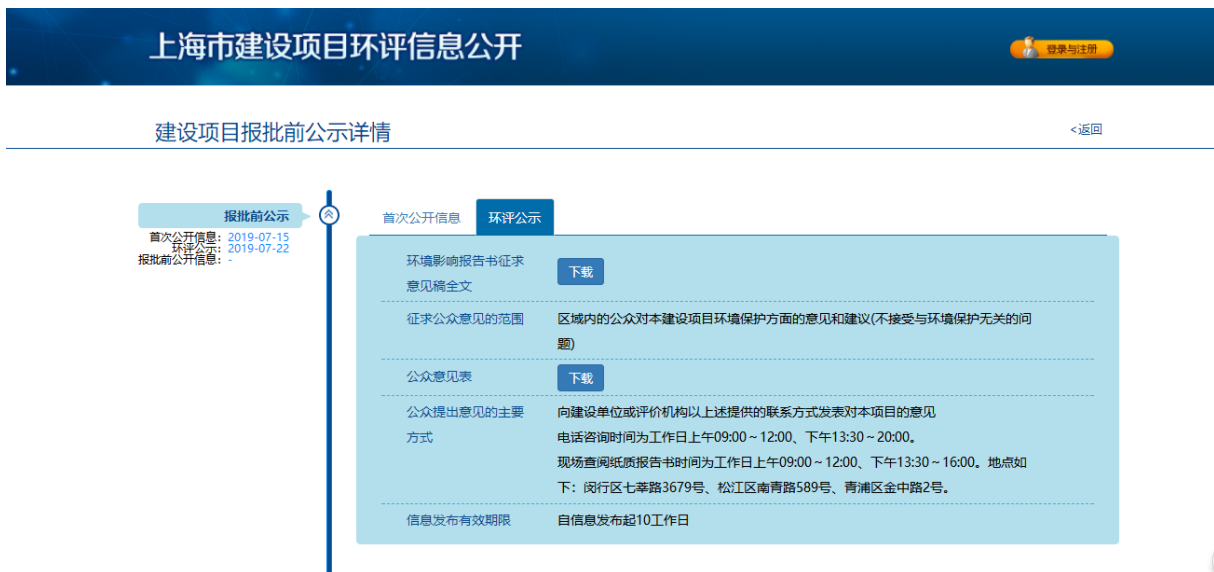 上海市建设项目环评信息公开
登录与注册
建设项目报批前公示详情
<返回
报批前公示
首次公开信息: 2019-07-15
环评公示: 2019-07-22
报批前公开信息: -
首次公开信息
环评公示
环境影响报告书征求
意见稿全文
下载
征求公众意见的范围
区域内的公众对本建设项目环境保护方面的意见和建议(不接受与环境保护无关的问
题)
公众意见表
下载
公众提出意见的主要
方式
向建设单位或评价机构以上述提供的联系方式发表对本项目的意见
电话咨询时间为工作日上午09:00～12:00、下午13:30～20:00。
现场查阅纸质报告书时间为工作日上午09:00～12:00、下午13:30～16:00。地点如
下：闵行区七莘路3679号、松江区南青路589号、青浦区金中路2号。
信息发布有效期限
自信息发布起10工作日